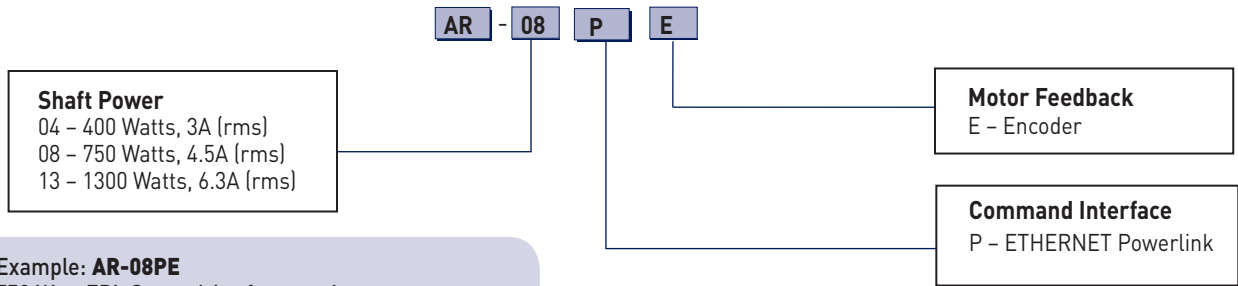 AR - 08 P E
Shaft Power
04 – 400 Watts, 3A (rms)
08 – 750 Watts, 4.5A (rms)
13 – 1300 Watts, 6.3A (rms)
Motor Feedback
E – Encoder
Command Interface
P – ETHERNET Powerlink
Example: AR-08PE